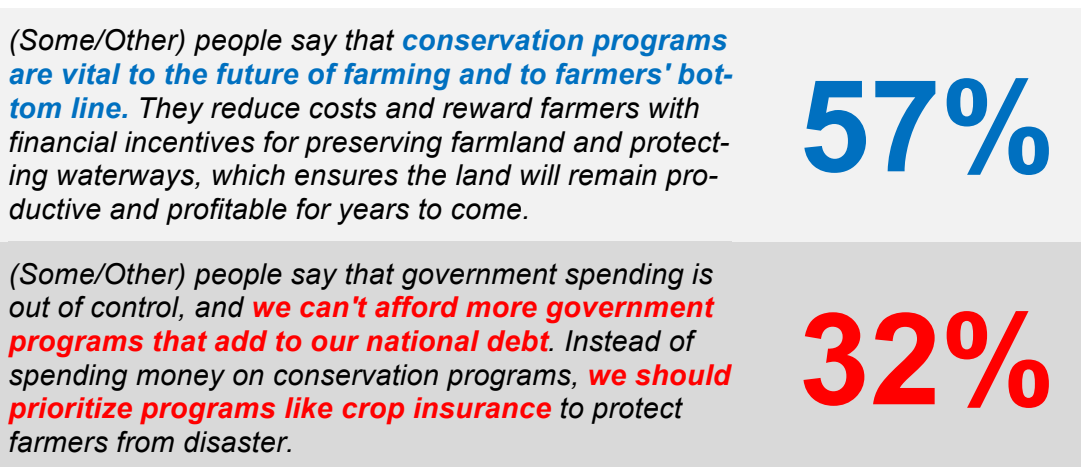 (Some/Other) people say that conservation programs
are vital to the future of farming and to farmers' bot-
tom line. They reduce costs and reward farmers with
financial incentives for preserving farmland and protect-
ing waterways, which ensures the land will remain pro-
ductive and profitable for years to come.
57%
(Some/Other) people say that government spending is
out of control, and we can't afford more government
programs that add to our national debt. Instead of
spending money on conservation programs, we should
prioritize programs like crop insurance to protect
farmers from disaster.
32%